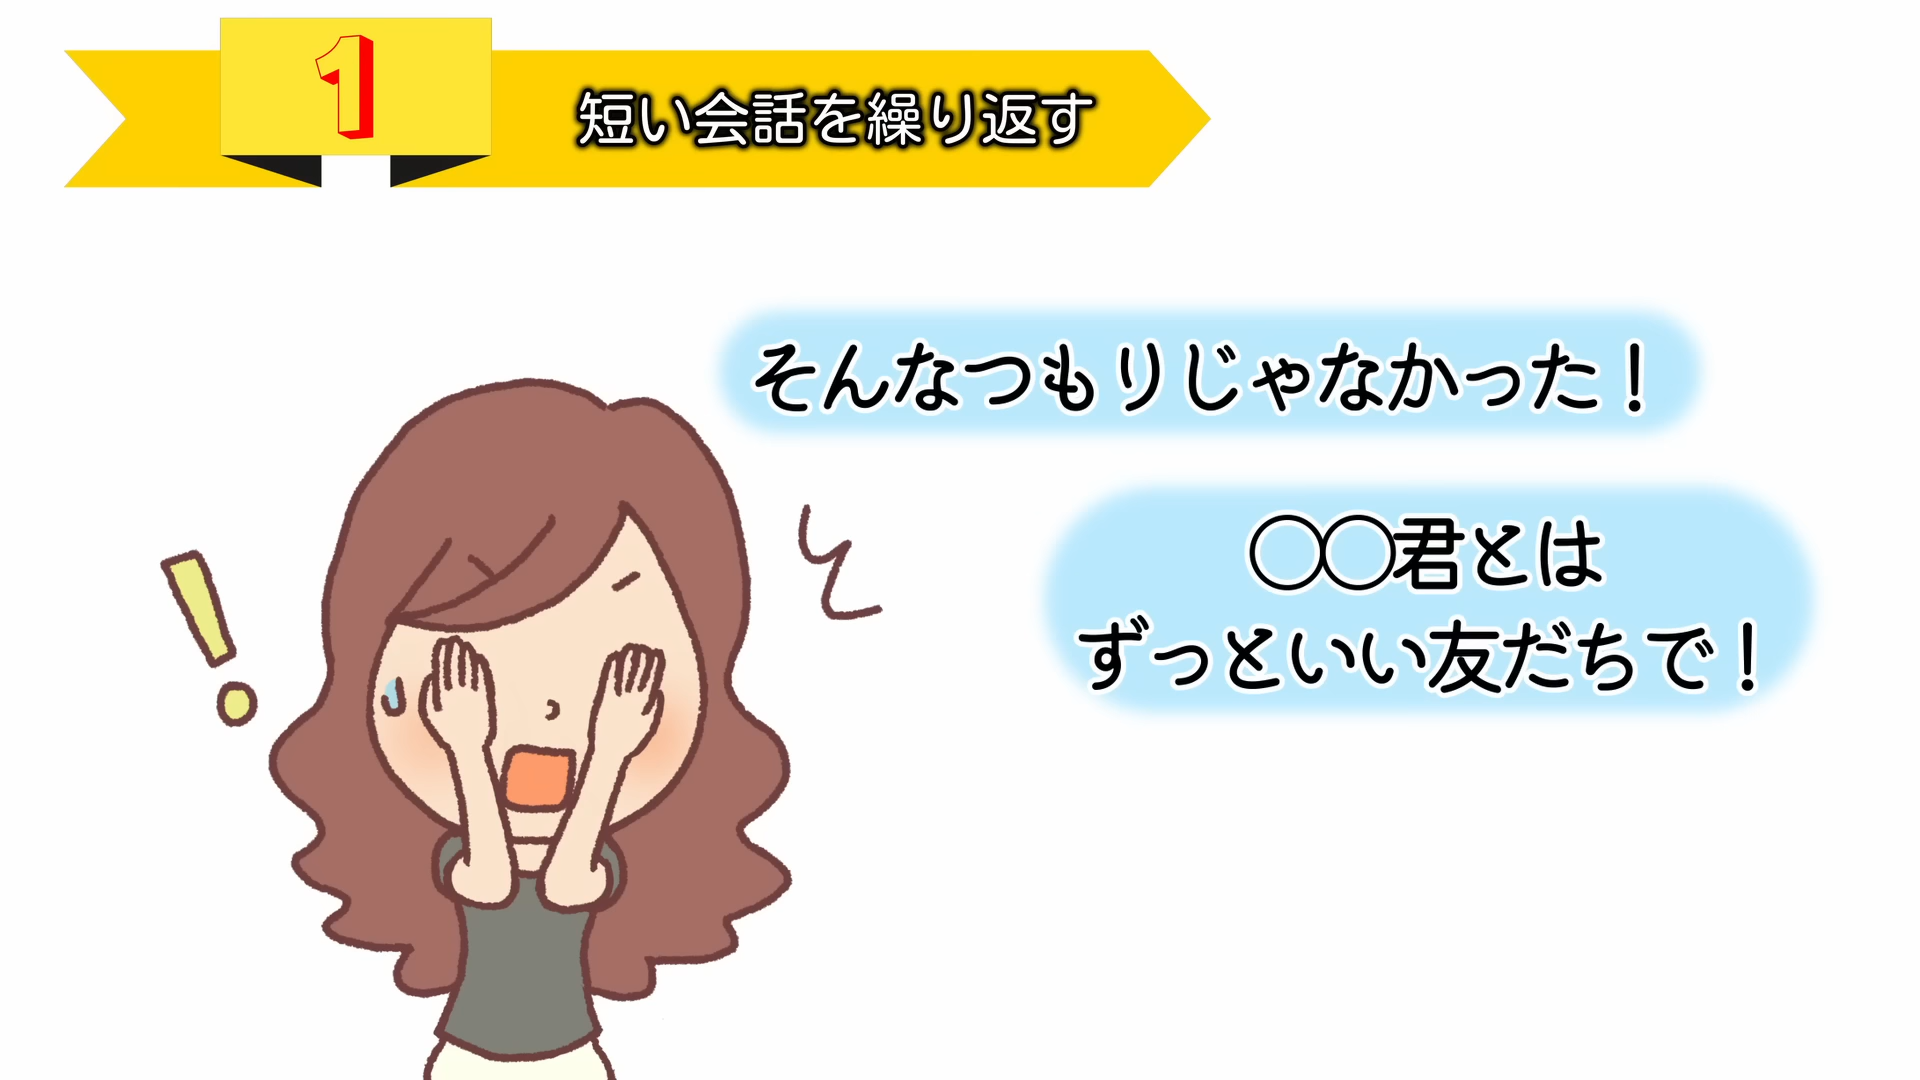 1
短い会話を繰り返す
そんなつもりじゃなかった！
◯◯君とは
ずっといい友だちで！